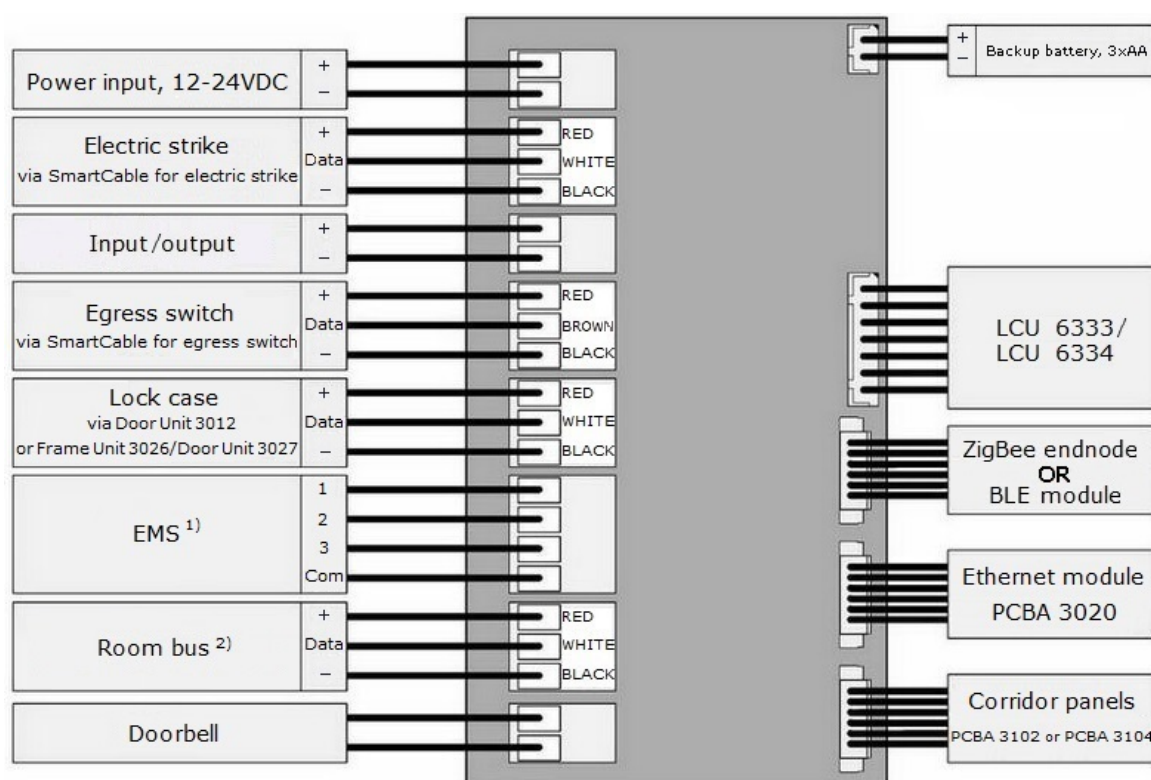 Power input, 12-24VDC
+
−
Electric strike
via SmartCable for electric strike
+
Data
−
RED
WHITE
BLACK
Input/output
+
−
Egress switch
via SmartCable for egress switch
+
Data
−
RED
BROWN
BLACK
Lock case
via Door Unit 3012
or Frame Unit 3026/Door Unit 3027
+
Data
−
RED
WHITE
BLACK
EMS 1)
1
2
3
Com
Room bus 2)
+
Data
−
RED
WHITE
BLACK
Doorbell
+
−
Backup battery, 3xAA
LCU 6333/
LCU 6334
ZigBee endnode
OR
BLE module
Ethernet module
PCBA 3020
Corridor panels
PCBA 3102 or PCBA 3104